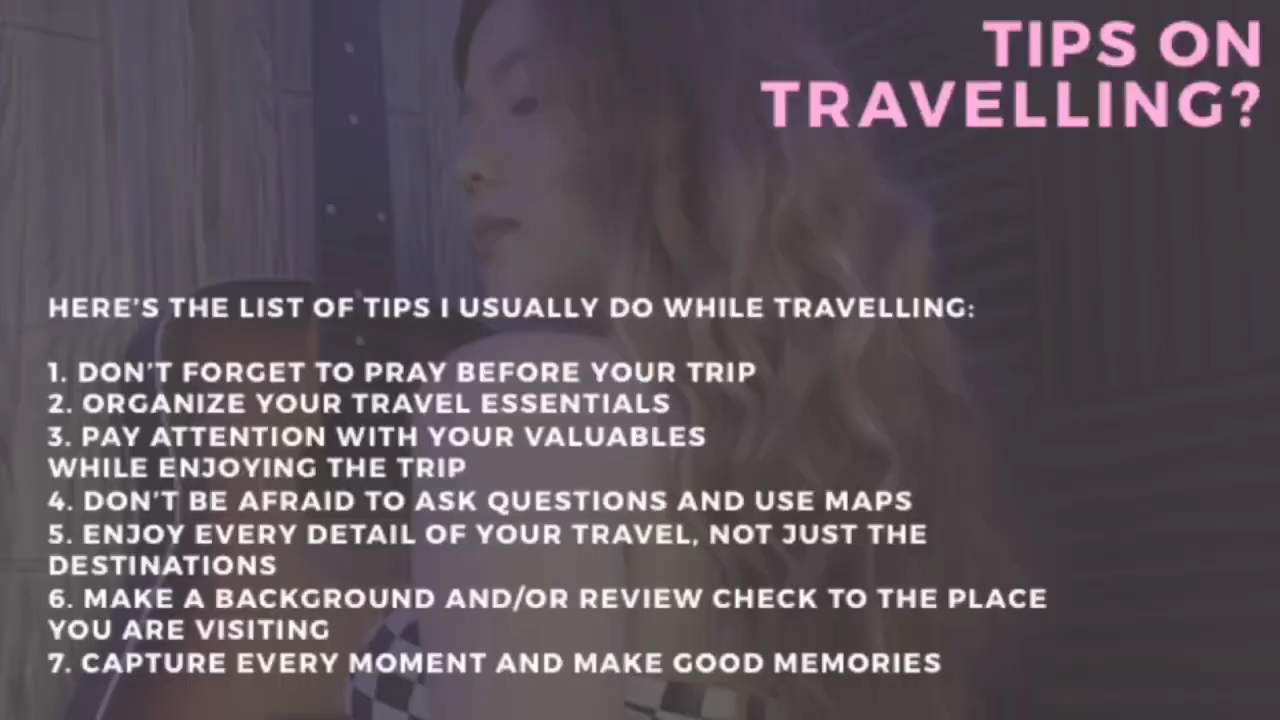 TIPS ON
TRAVELLING?
HERE'S THE LIST OF TIPS I USUALLY DO WHILE TRAVELLING:
1. DON'T FORGET TO PRAY BEFORE YOUR TRIP
2. ORGANIZE YOUR TRAVEL ESSENTIALS
3. PAY ATTENTION WITH YOUR VALUABLES
WHILE ENJOYING THE TRIP
4. DON'T BE AFRAID TO ASK QUESTIONS AND USE MAPS
5. ENJOY EVERY DETAIL OF YOUR TRAVEL, NOT JUST THE
DESTINATIONS
6. MAKE A BACKGROUND AND/OR REVIEW CHECK TO THE PLACE
YOU ARE VISITING
7. CAPTURE EVERY MOMENT AND MAKE GOOD MEMORIES